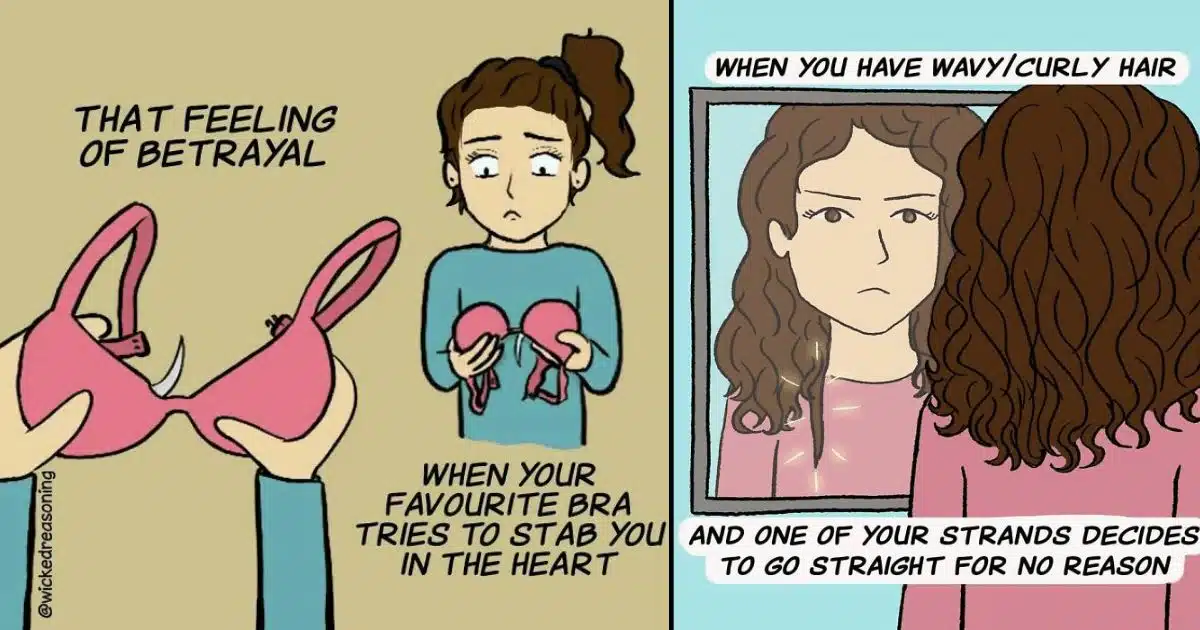 THAT FEELING
OF BETRAYAL
WHEN YOUR
FAVOURITE BRA
TRIES TO STAB YOU
IN THE HEART
@wickedreasoning
WHEN YOU HAVE WAVY/CURLY HAIR
AND ONE OF YOUR STRANDS DECIDES
TO GO STRAIGHT FOR NO REASON